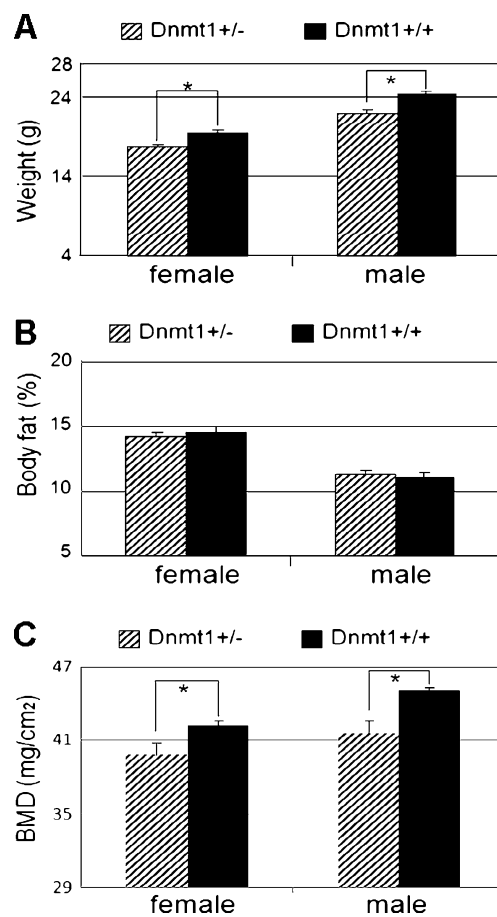 A
Dnmt1+/- Dnmt1+/+
Weight (g)
28
24
14
4
* *
female male
B
Dnmt1+/- Dnmt1+/+
Body fat (%)
20
15
10
5
female male
C
Dnmt1+/- Dnmt1+/+
BMD (mg/cm2)
47
41
35
29
* *
female male